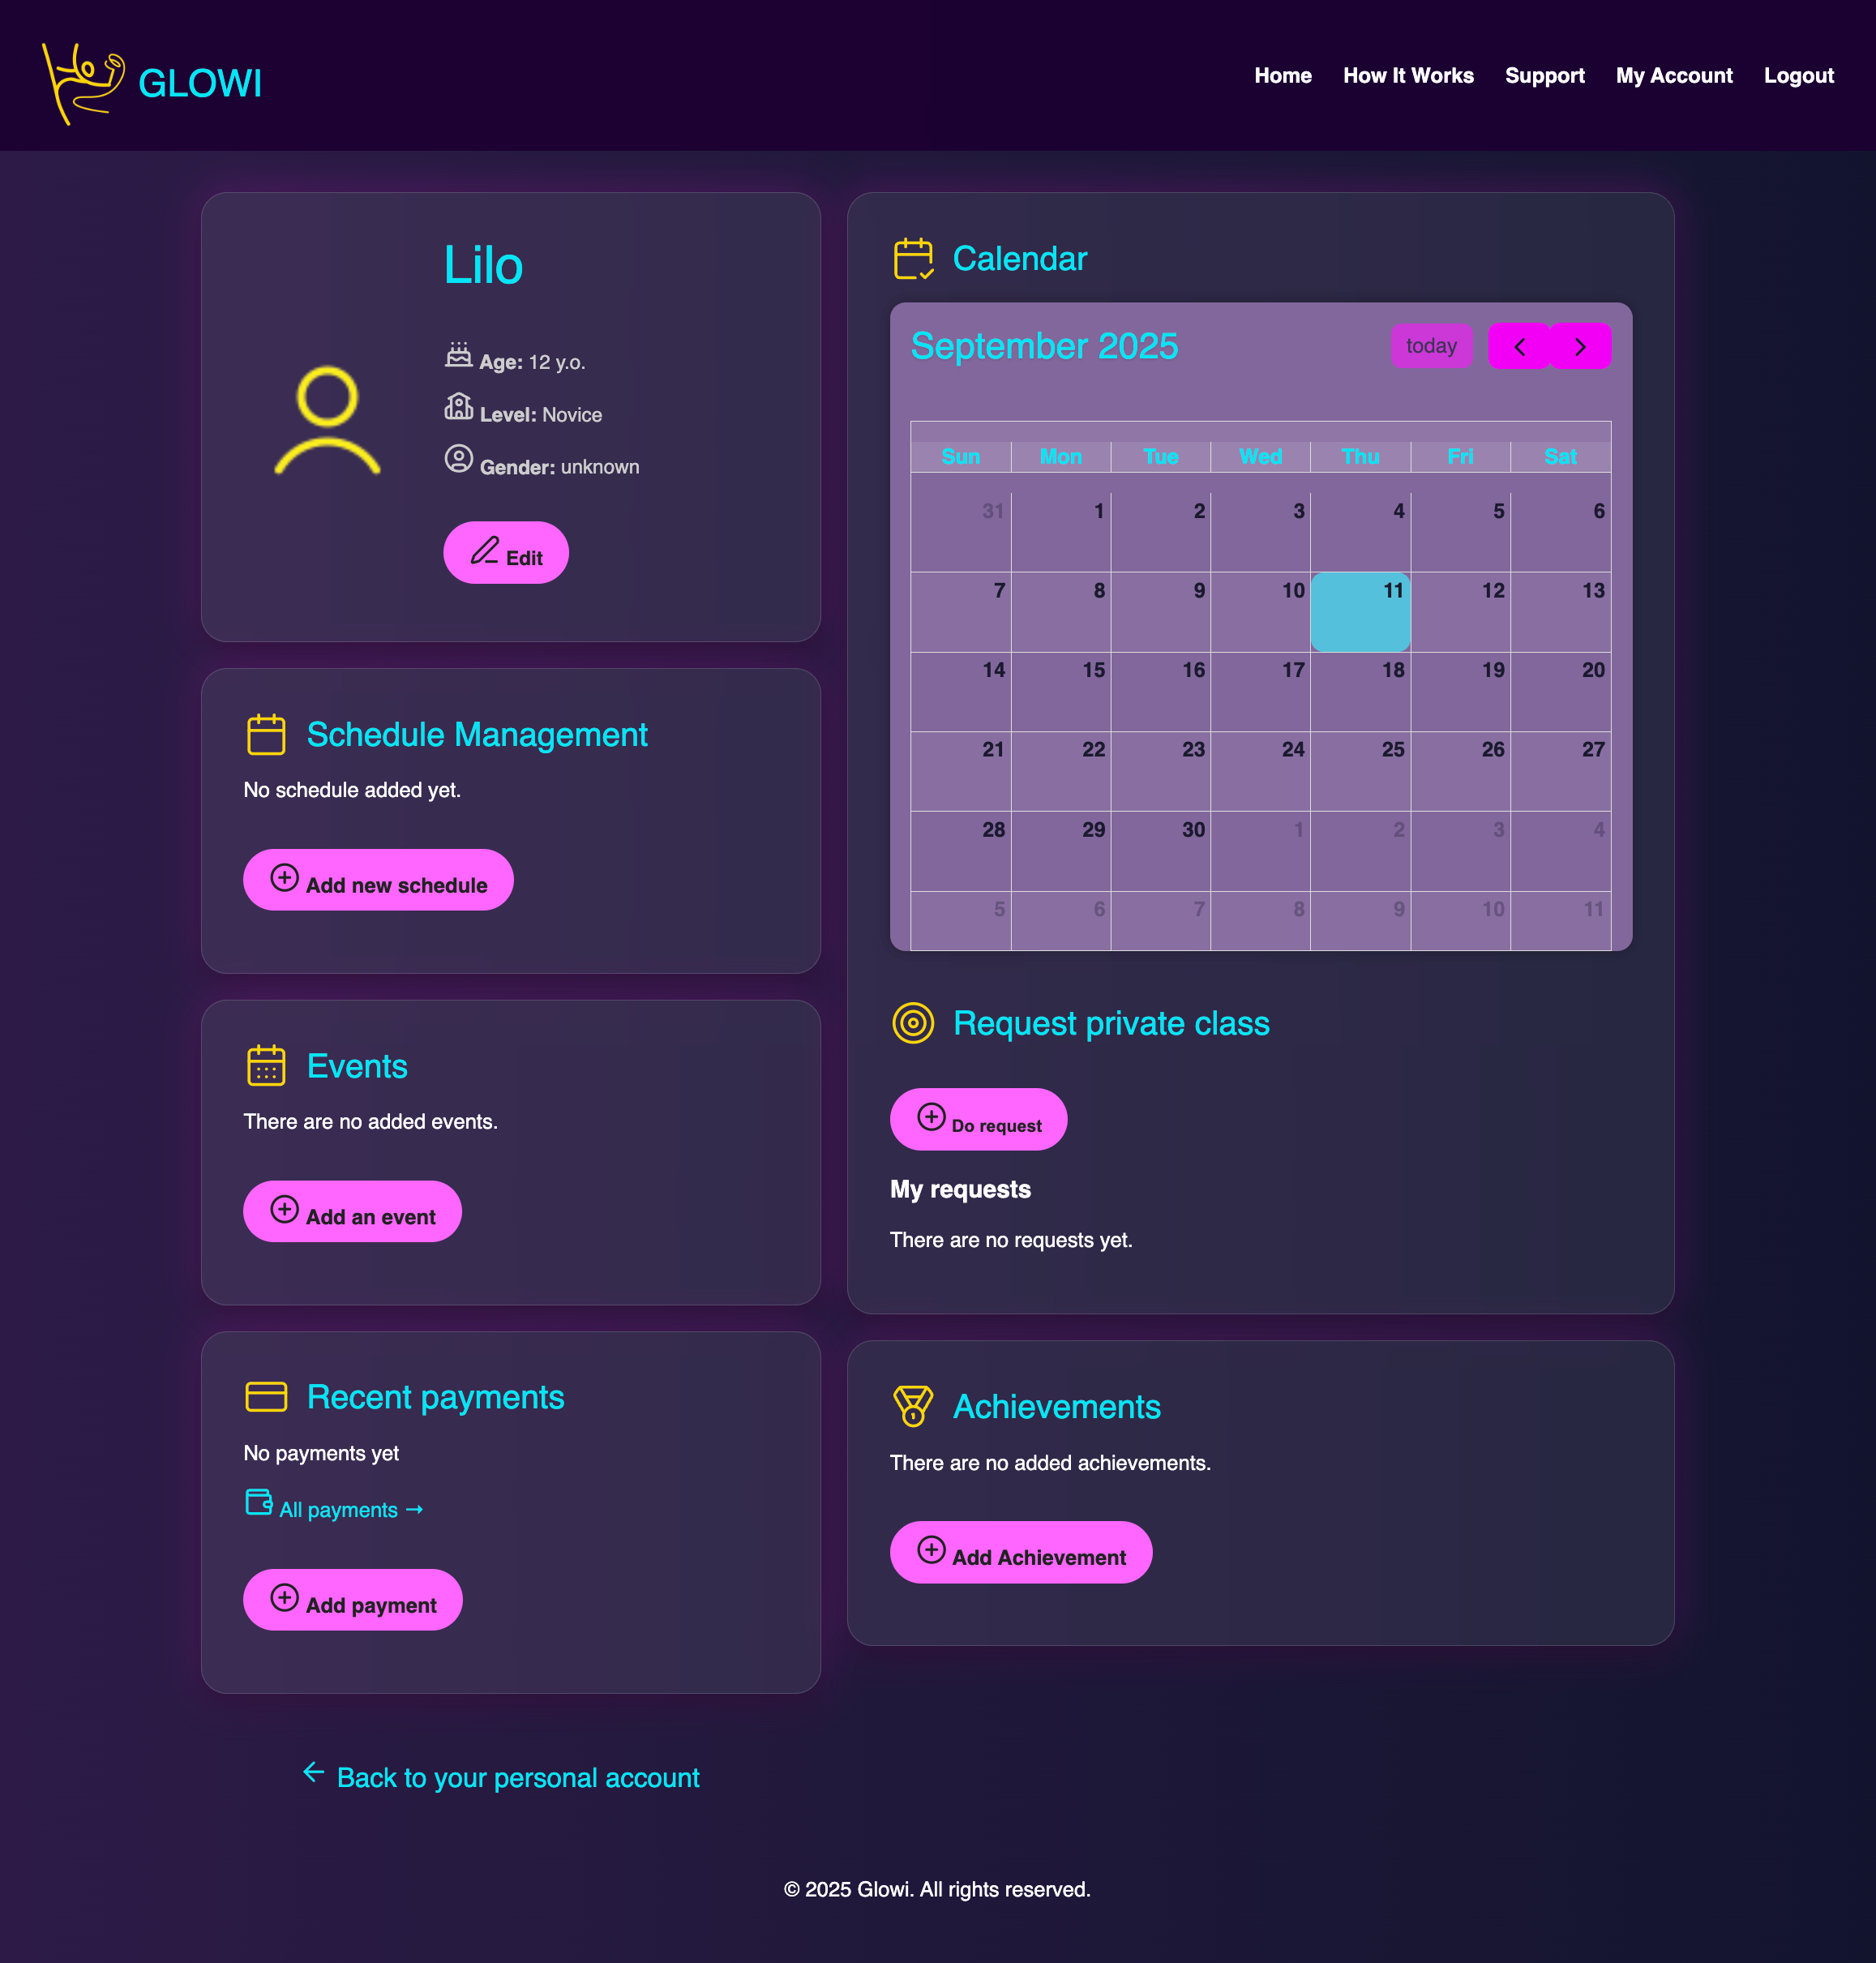 GLOWI
Home How It Works Support My Account Logout
Lilo
Age: 12 y.o.
Level: Novice
Gender: unknown
Edit
Schedule Management
No schedule added yet.
Add new schedule
Events
There are no added events.
Add an event
Recent payments
No payments yet
All payments →
Add payment
Calendar
September 2025
today
Sun Mon Tue Wed Thu Fri Sat
31 1 2 3 4 5 6
7 8 9 10 11 12 13
14 15 16 17 18 19 20
21 22 23 24 25 26 27
28 29 30 1 2 3 4
5 6 7 8 9 10 11
Request private class
Do request
My requests
There are no requests yet.
Achievements
There are no added achievements.
Add Achievement
← Back to your personal account
© 2025 Glowi. All rights reserved.